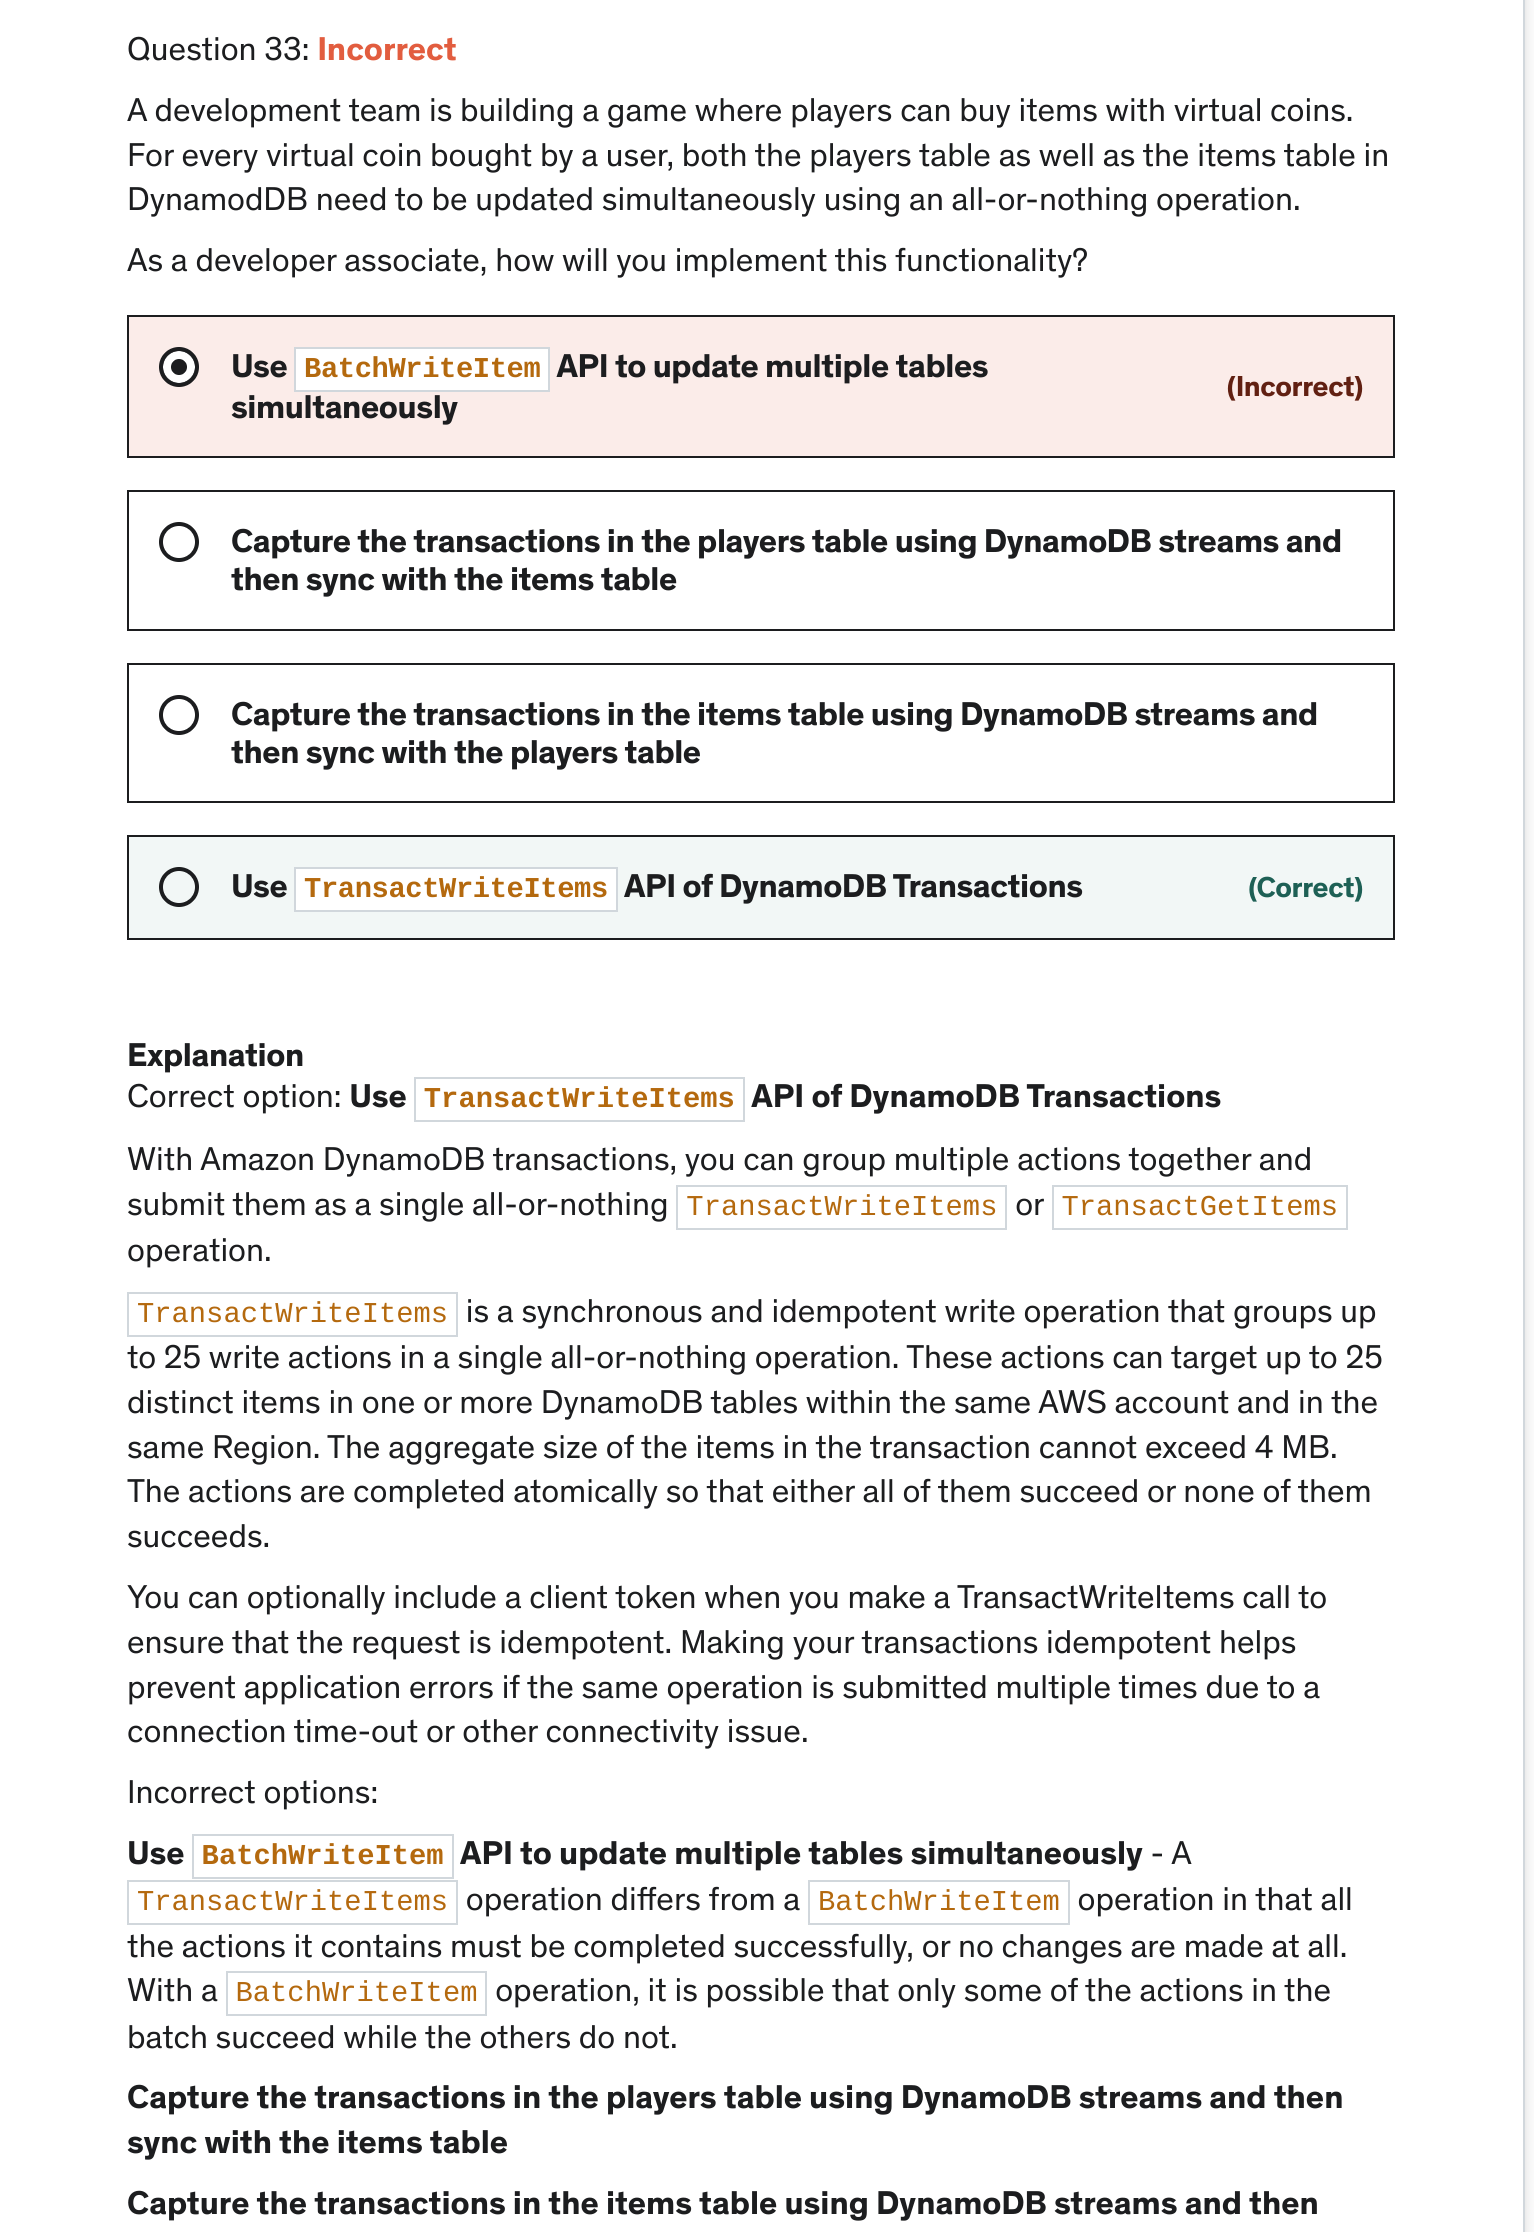 Question 33: Incorrect
A development team is building a game where players can buy items with virtual coins.
For every virtual coin bought by a user, both the players table as well as the items table in
DynamodDB need to be updated simultaneously using an all-or-nothing operation.
As a developer associate, how will you implement this functionality?
Use BatchWriteItem API to update multiple tables
simultaneously
(Incorrect)
Capture the transactions in the players table using DynamoDB streams and
then sync with the items table
Capture the transactions in the items table using DynamoDB streams and
then sync with the players table
Use TransactWriteItems API of DynamoDB Transactions
(Correct)
Explanation
Correct option: Use TransactWriteItems API of DynamoDB Transactions
With Amazon DynamoDB transactions, you can group multiple actions together and
submit them as a single all-or-nothing TransactWriteItems or TransactGetItems
operation.
TransactWriteItems is a synchronous and idempotent write operation that groups up
to 25 write actions in a single all-or-nothing operation. These actions can target up to 25
distinct items in one or more DynamoDB tables within the same AWS account and in the
same Region. The aggregate size of the items in the transaction cannot exceed 4 MB.
The actions are completed atomically so that either all of them succeed or none of them
succeeds.
You can optionally include a client token when you make a TransactWriteItems call to
ensure that the request is idempotent. Making your transactions idempotent helps
prevent application errors if the same operation is submitted multiple times due to a
connection time-out or other connectivity issue.
Incorrect options:
Use BatchWriteItem API to update multiple tables simultaneously - A
TransactWriteItems operation differs from a BatchWriteItem operation in that all
the actions it contains must be completed successfully, or no changes are made at all.
With a BatchWriteItem operation, it is possible that only some of the actions in the
batch succeed while the others do not.
Capture the transactions in the players table using DynamoDB streams and then
sync with the items table
Capture the transactions in the items table using DynamoDB streams and then